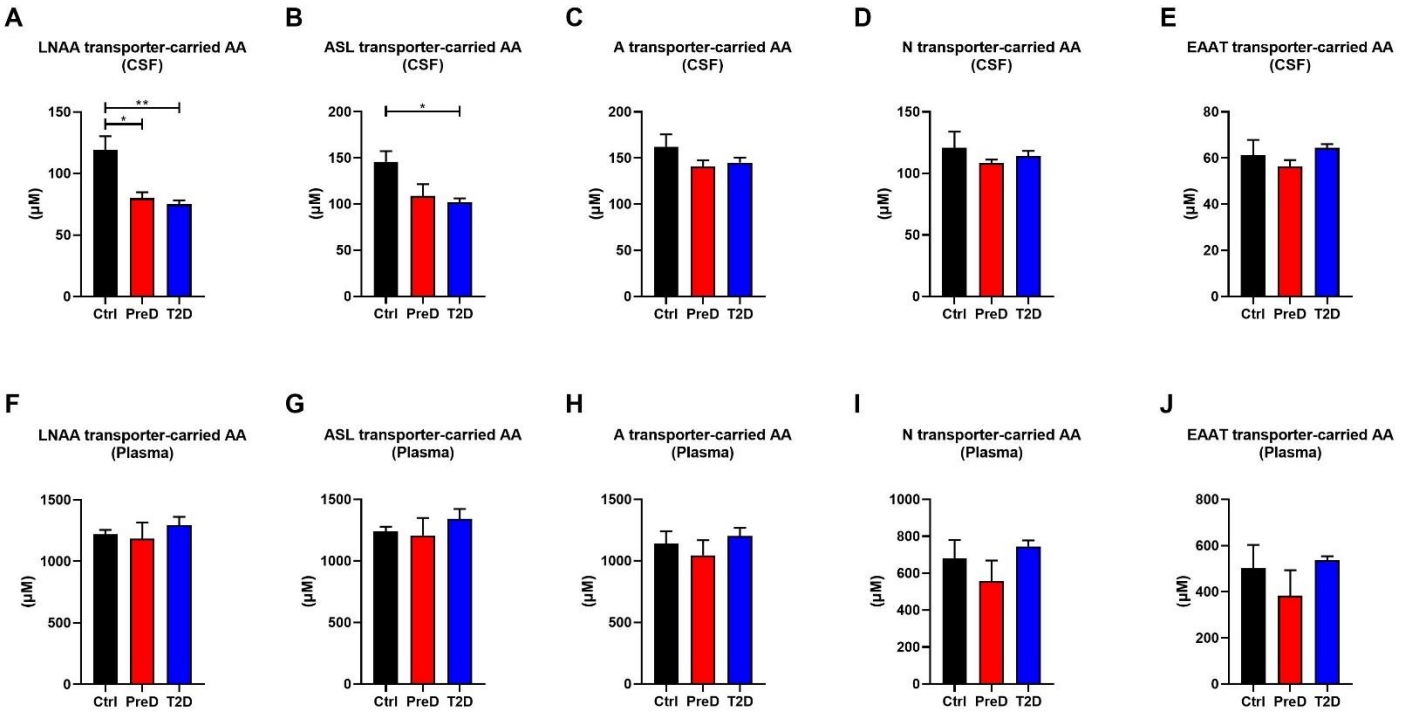 A
LNAA transporter-carried AA
(CSF)
(µM)
150
100
50
0
**
*
Ctrl PreD T2D
B
ASL transporter-carried AA
(CSF)
(µM)
200
150
100
50
0
*
Ctrl PreD T2D
C
A transporter-carried AA
(CSF)
(µM)
200
150
100
50
0
Ctrl PreD T2D
D
N transporter-carried AA
(CSF)
(µM)
150
100
50
0
Ctrl PreD T2D
E
EAAT transporter-carried AA
(CSF)
(µM)
80
60
40
20
0
Ctrl PreD T2D
F
LNAA transporter-carried AA
(Plasma)
(µM)
1500
1000
500
0
Ctrl PreD T2D
G
ASL transporter-carried AA
(Plasma)
(µM)
1500
1000
500
0
Ctrl PreD T2D
H
A transporter-carried AA
(Plasma)
(µM)
1500
1000
500
0
Ctrl PreD T2D
I
N transporter-carried AA
(Plasma)
(µM)
1000
800
600
400
200
0
Ctrl PreD T2D
J
EAAT transporter-carried AA
(Plasma)
(µM)
800
600
400
200
0
Ctrl PreD T2D